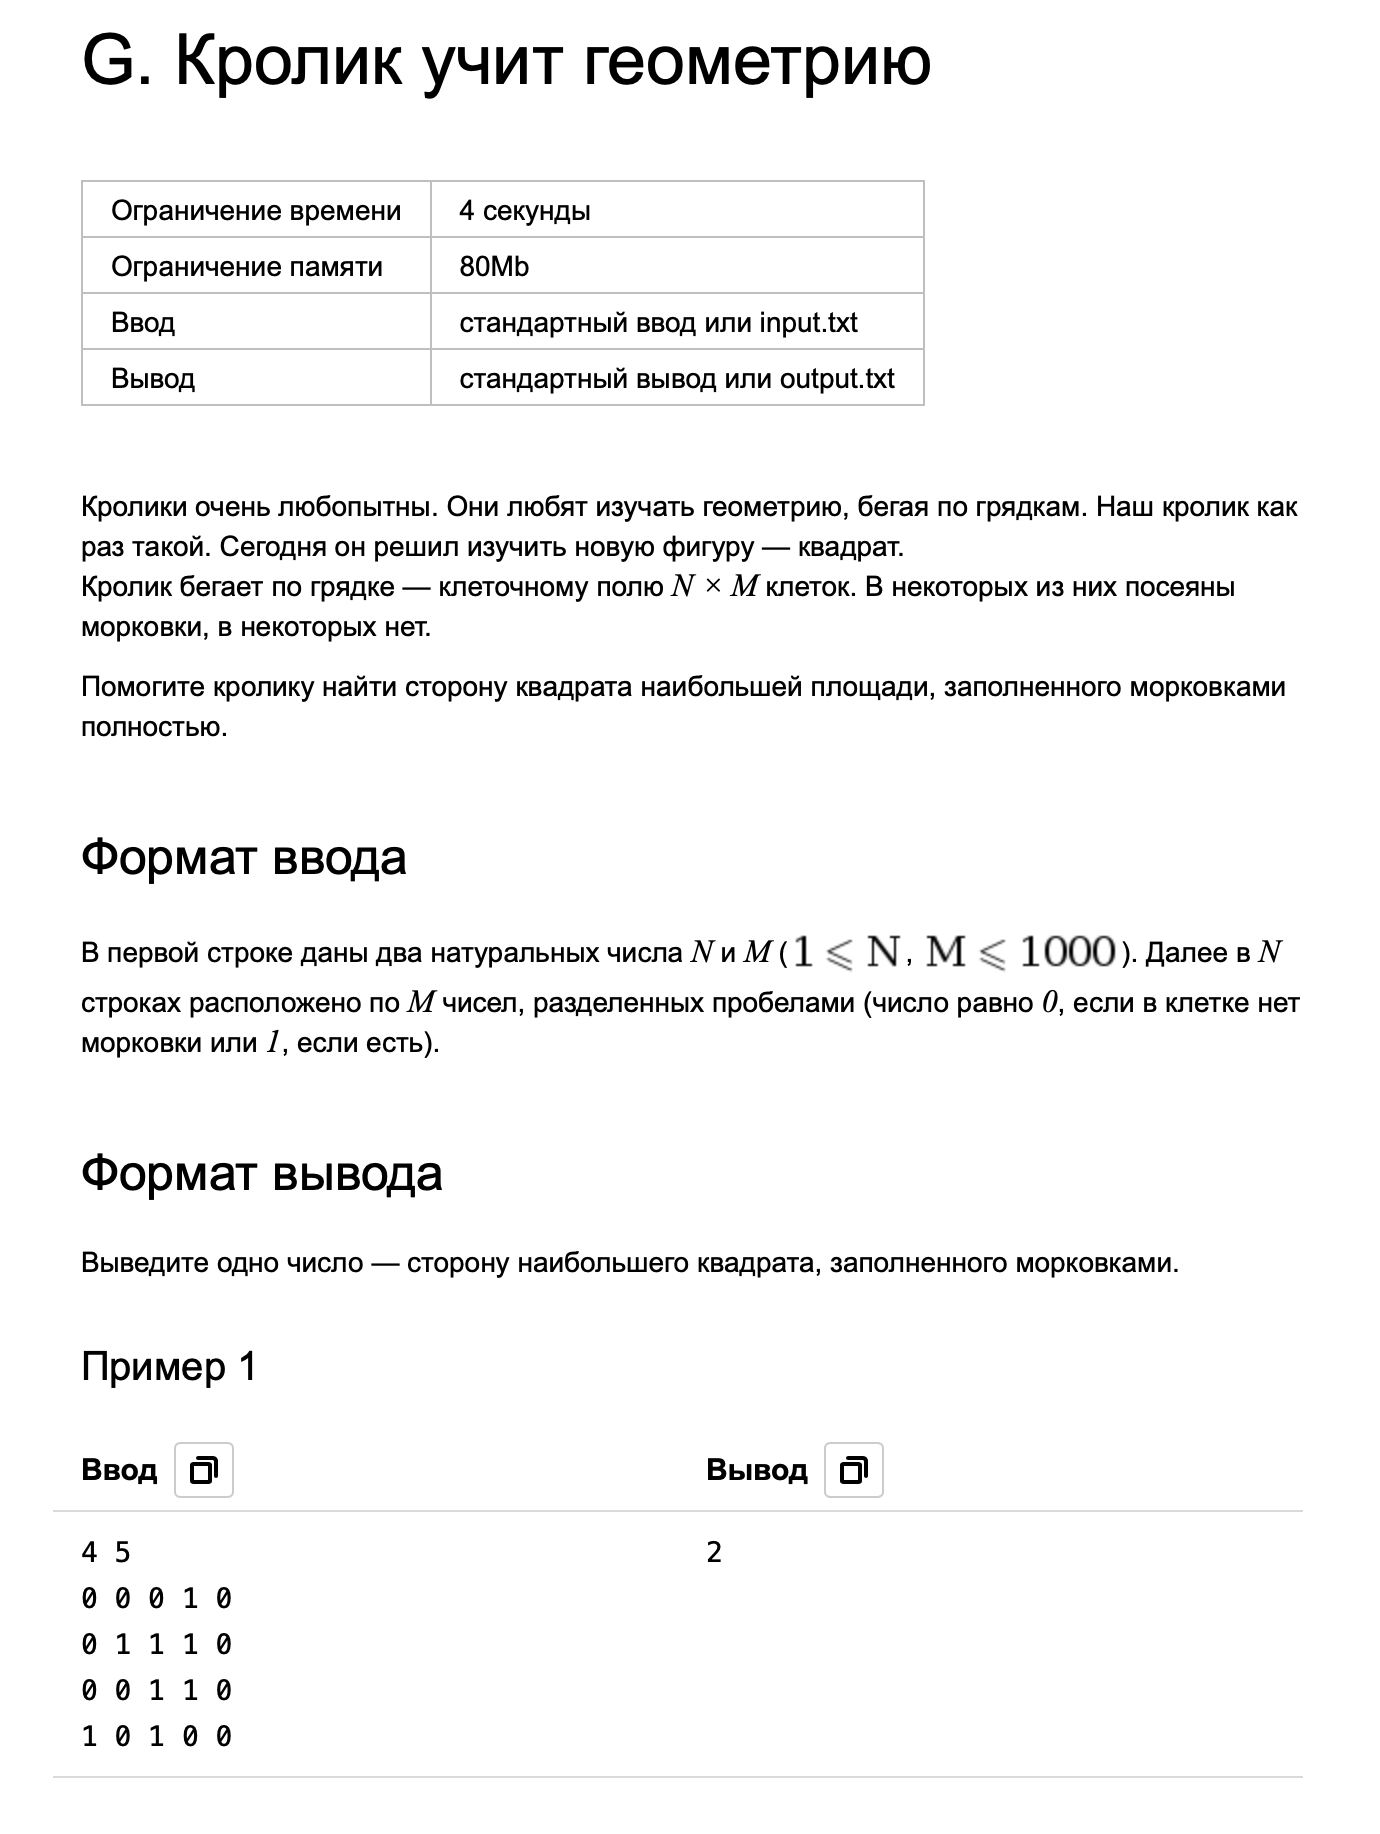 G. Кролик учит геометрию
Ограничение времени 4 секунды
Ограничение памяти 80Mb
Ввод стандартный ввод или input.txt
Вывод стандартный вывод или output.txt
Кролики очень любопытны. Они любят изучать геометрию, бегая по грядкам. Наш кролик как
раз такой. Сегодня он решил изучить новую фигуру — квадрат.
Кролик бегает по грядке — клеточному полю N × M клеток. В некоторых из них посеяны
морковки, в некоторых нет.
Помогите кролику найти сторону квадрата наибольшей площади, заполненного морковками
полностью.
Формат ввода
В первой строке даны два натуральных числа N и M (1 ⩽ N, M ⩽ 1000). Далее в N
строках расположено по M чисел, разделенных пробелами (число равно 0, если в клетке нет
морковки или 1, если есть).
Формат вывода
Выведите одно число — сторону наибольшего квадрата, заполненного морковками.
Пример 1
Ввод Вывод
4 5 2
0 0 0 1 0
0 1 1 1 0
0 0 1 1 0
1 0 1 0 0